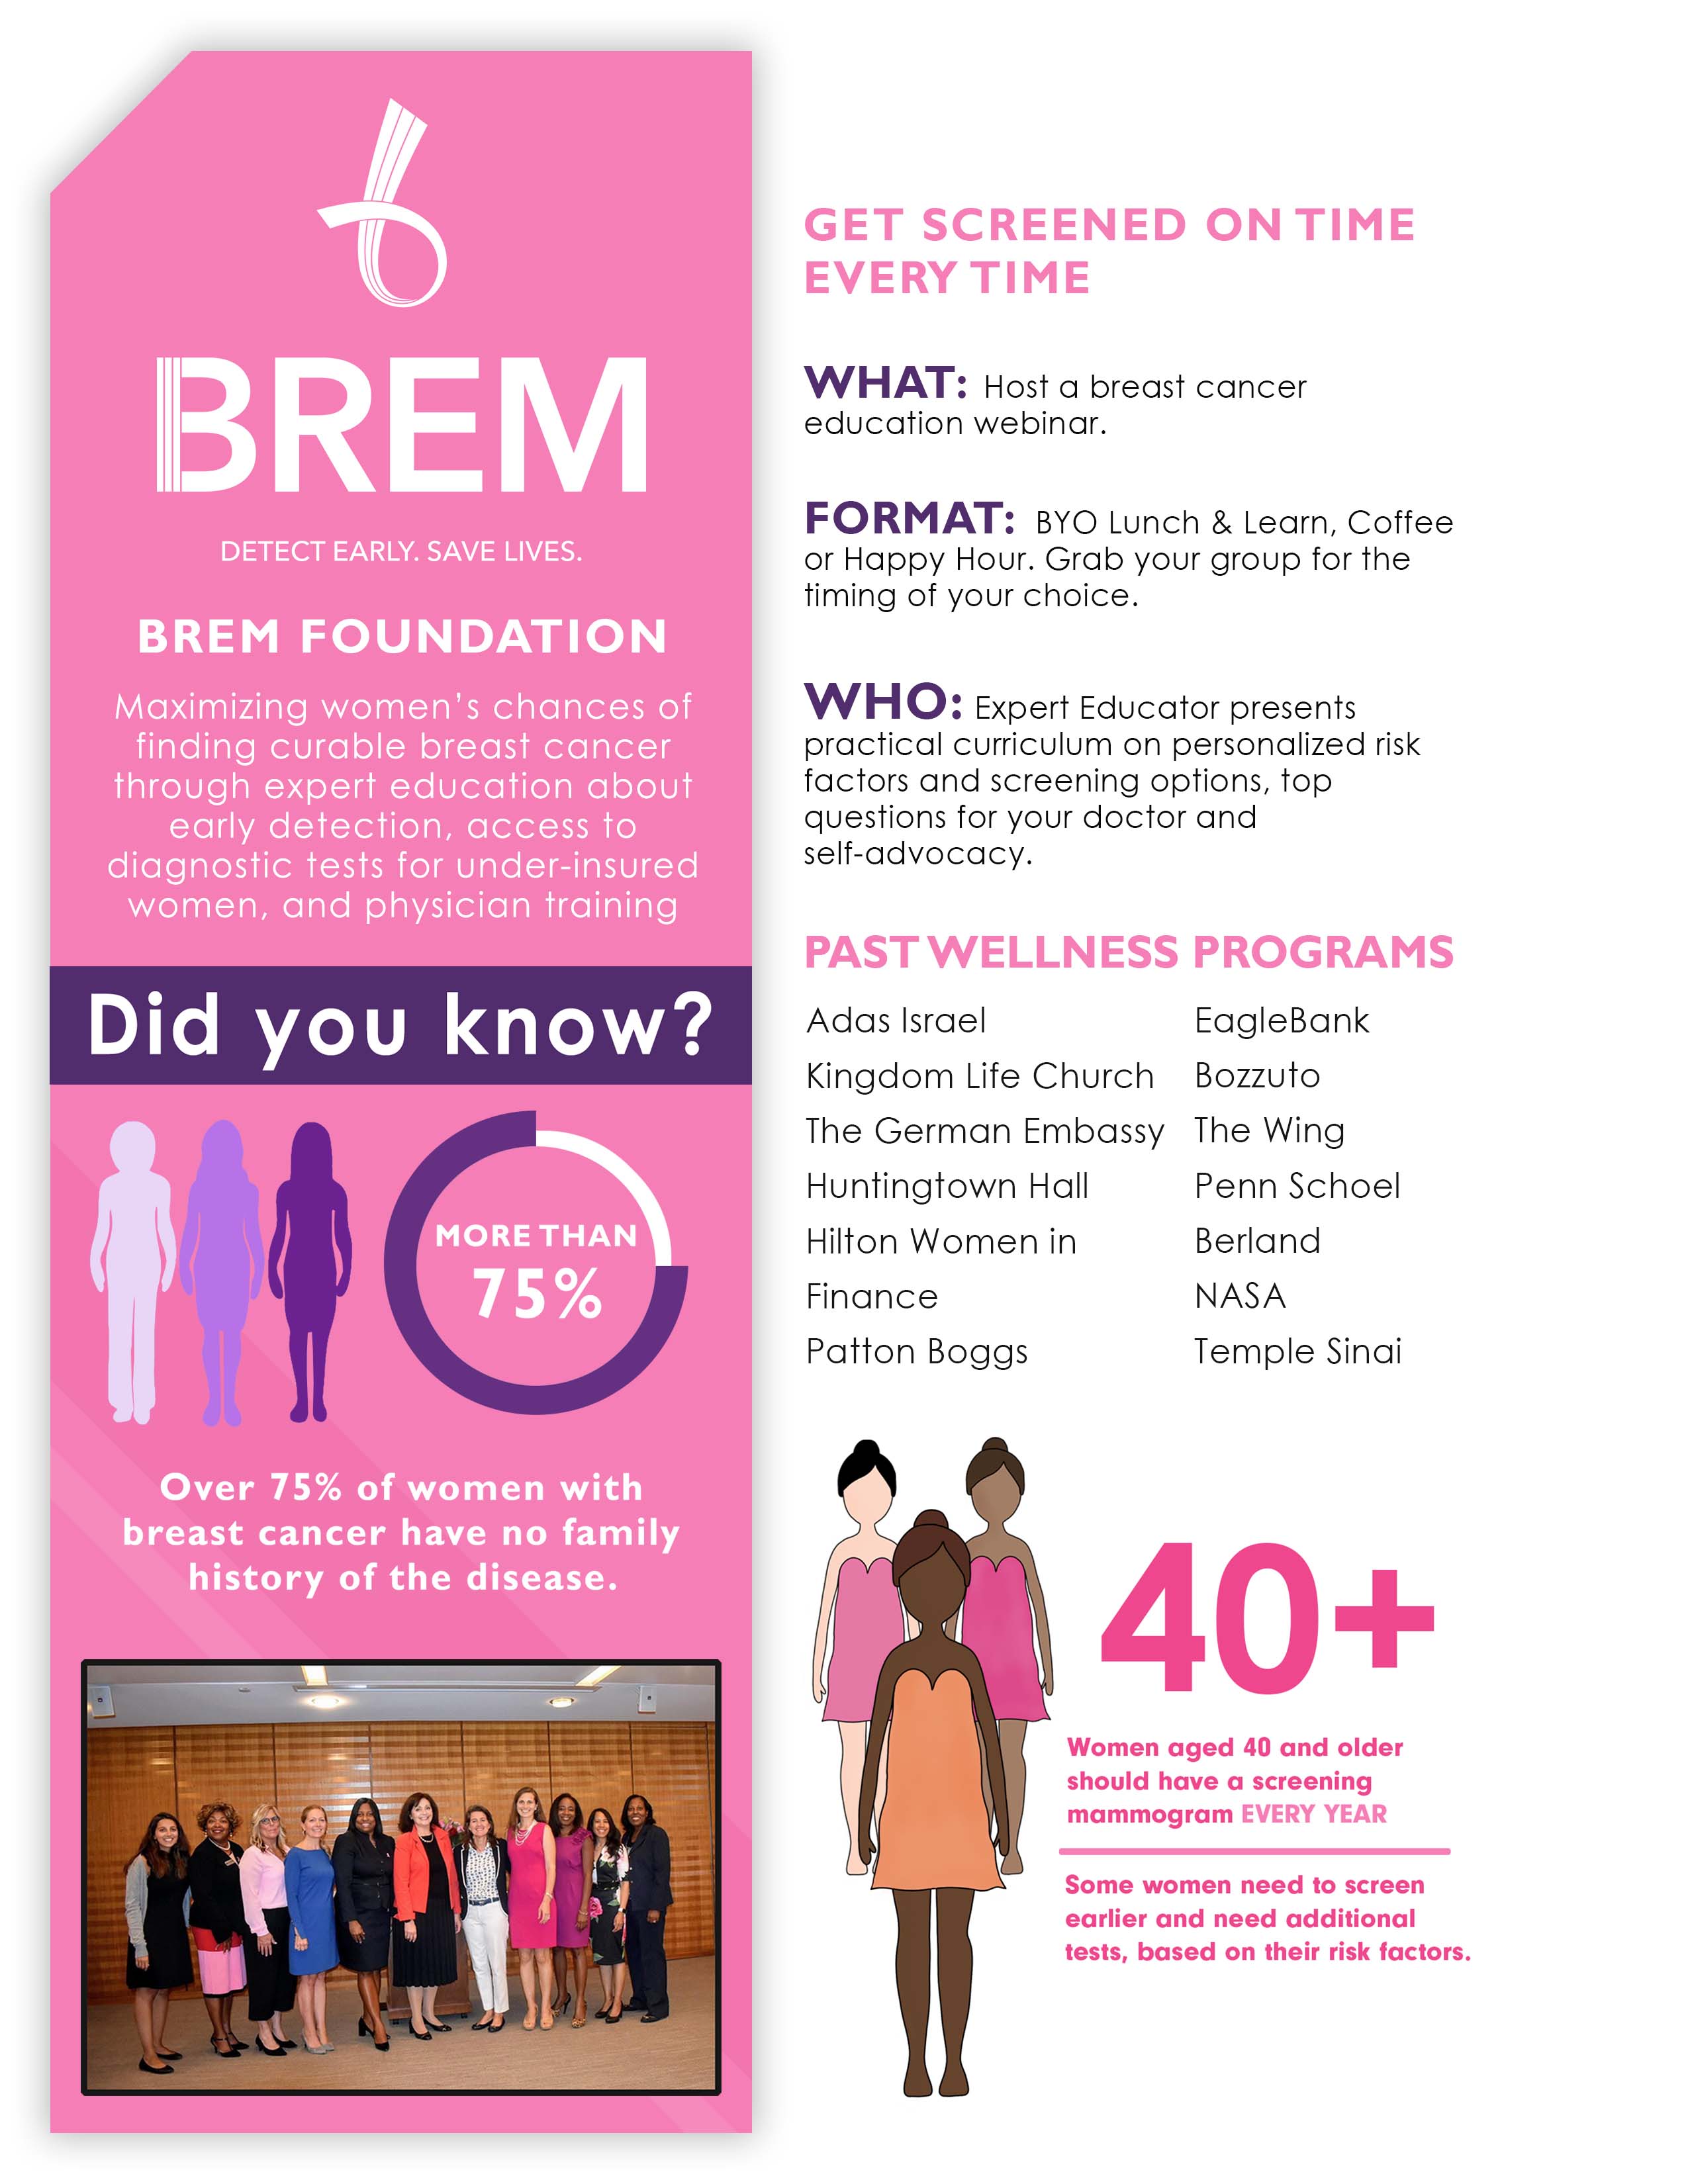 BREM
DETECT EARLY. SAVE LIVES.
BREM FOUNDATION
Maximizing women's chances of
finding curable breast cancer
through expert education about
early detection, access to
diagnostic tests for under-insured
women, and physician training
Did you know?
MORE THAN
75%
Over 75% of women with
breast cancer have no family
history of the disease.
GET SCREENED ON TIME
EVERY TIME
WHAT: Host a breast cancer
education webinar.
FORMAT: BYO Lunch & Learn, Coffee
or Happy Hour. Grab your group for the
timing of your choice.
WHO: Expert Educator presents
practical curriculum on personalized risk
factors and screening options, top
questions for your doctor and
self-advocacy.
PAST WELLNESS PROGRAMS
Adas Israel
Kingdom Life Church
The German Embassy
Huntingtown Hall
Hilton Women in
Finance
Patton Boggs
EagleBank
Bozzuto
The Wing
Penn Schoel
Berland
NASA
Temple Sinai
40+
Women aged 40 and older
should have a screening
mammogram EVERY YEAR
Some women need to screen
earlier and need additional
tests, based on their risk factors.